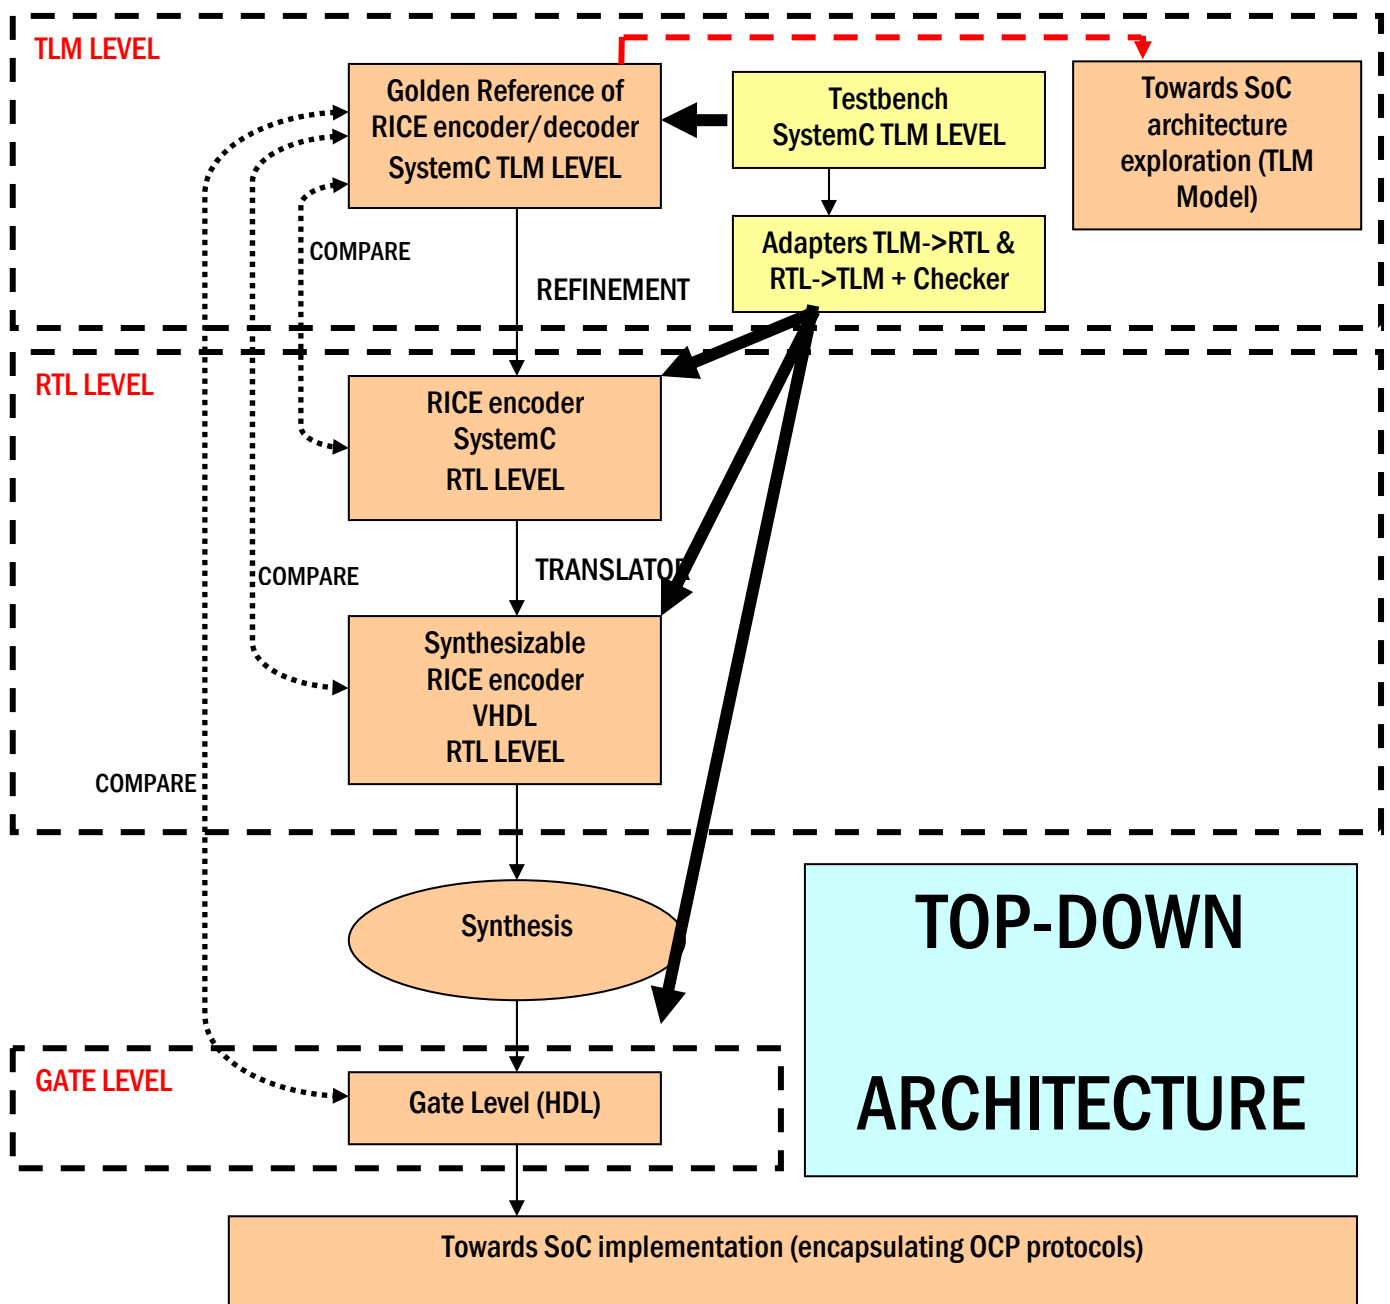 TLM LEVEL
Golden Reference of
RICE encoder/decoder
SystemC TLM LEVEL
Testbench
SystemC TLM LEVEL
Towards SoC
architecture
exploration (TLM
Model)
Adapters TLM->RTL &
RTL->TLM + Checker
COMPARE
REFINEMENT
RTL LEVEL
RICE encoder
SystemC
RTL LEVEL
COMPARE
TRANSLATOR
Synthesizable
RICE encoder
VHDL
RTL LEVEL
COMPARE
Synthesis
TOP-DOWN
ARCHITECTURE
GATE LEVEL
Gate Level (HDL)
Towards SoC implementation (encapsulating OCP protocols)